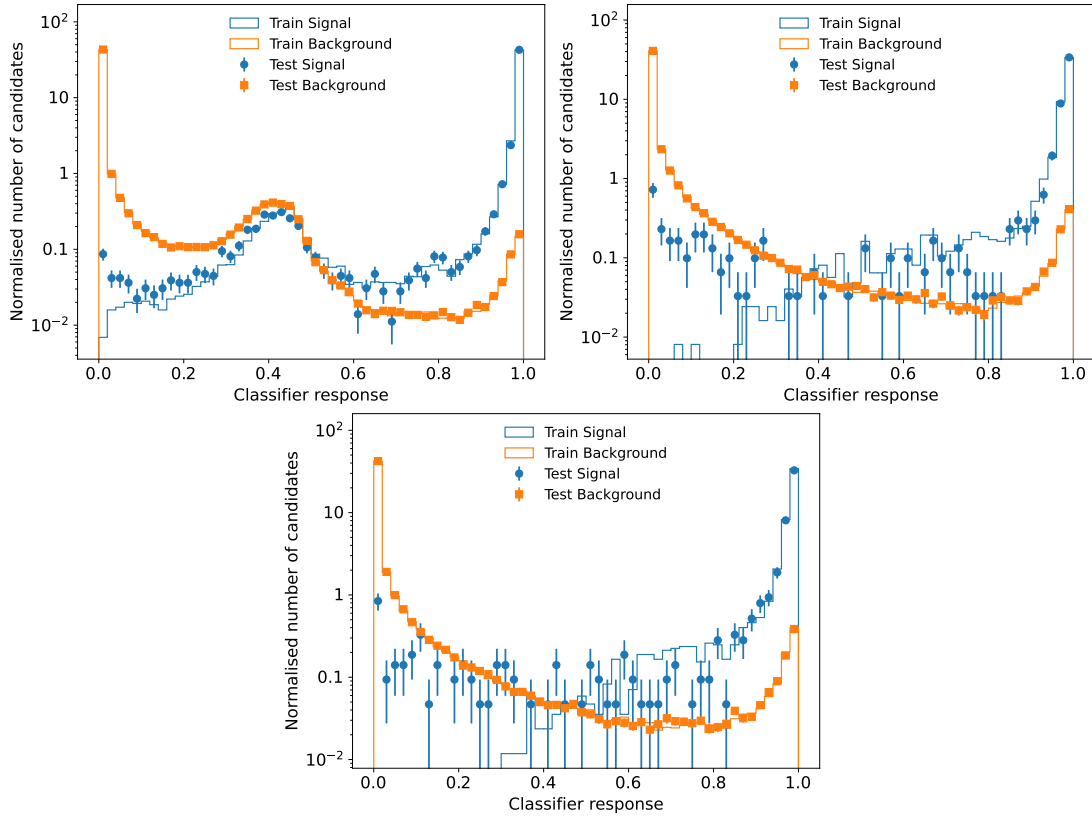 10²
10
1
0.1
10⁻²
Normalised number of candidates
Train Signal
Train Background
Test Signal
Test Background
0.0 0.2 0.4 0.6 0.8 1.0
Classifier response
10²
10
1
0.1
10⁻²
Normalised number of candidates
Train Signal
Train Background
Test Signal
Test Background
0.0 0.2 0.4 0.6 0.8 1.0
Classifier response
10²
10
1
0.1
10⁻²
Normalised number of candidates
Train Signal
Train Background
Test Signal
Test Background
0.0 0.2 0.4 0.6 0.8 1.0
Classifier response